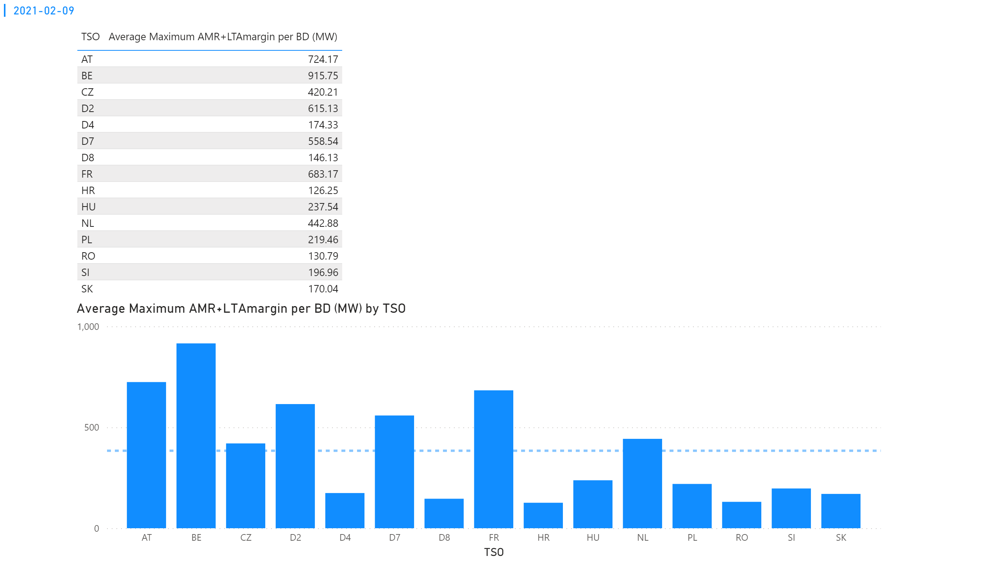 2021-02-09
TSO Average Maximum AMR+LTAmargin per BD (MW)
AT 724.17
BE 915.75
CZ 420.21
D2 615.13
D4 174.33
D7 558.54
D8 146.13
FR 683.17
HR 126.25
HU 237.54
NL 442.88
PL 219.46
RO 130.79
SI 196.96
SK 170.04
Average Maximum AMR+LTAmargin per BD (MW) by TSO
1,000
500
0
AT BE CZ D2 D4 D7 D8 FR HR HU NL PL RO SI SK
TSO